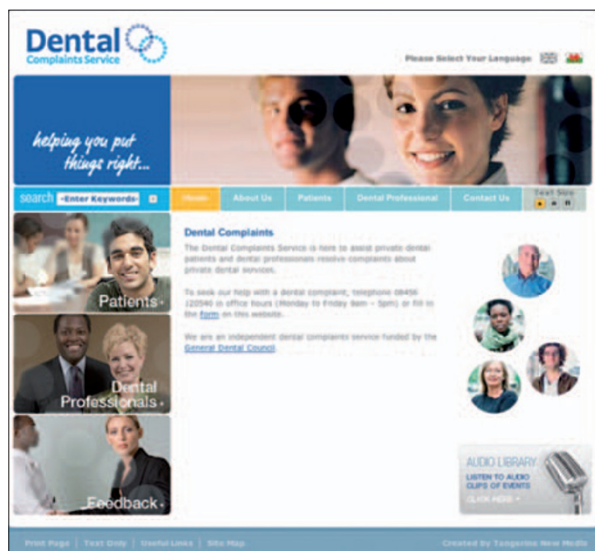 Dental
Complaints Service
Please Select Your Language
helping you put
things right...
search -Enter Keywords-
Home About Us Patients Dental Professional Contact Us Text Size
Patients
Dental
Professionals
Feedback
Dental Complaints
The Dental Complaints Service is here to assist private dental
patients and dental professionals resolve complaints about
private dental services.
To seek our help with a dental complaint, telephone 08456
120540 in office hours (Monday to Friday 9am - 5pm) or fill in
the form on this website.
We are an independent dental complaints service funded by the
General Dental Council.
AUDIO LIBRARY
LISTEN TO AUDIO
CLIPS OF EVENTS
CLICK HERE
Print Page | Text Only | Useful Links | Site Map
Created by Tangerine New Media